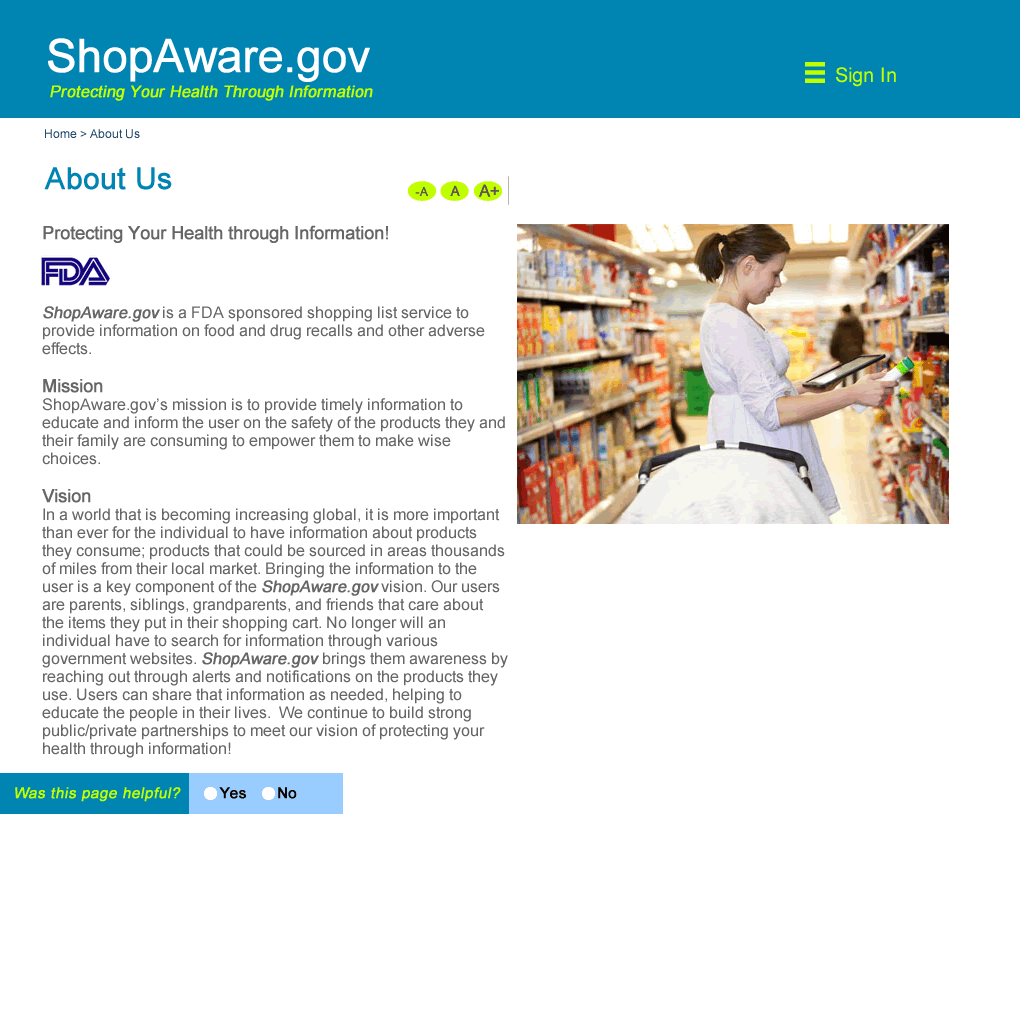 ShopAware.gov
Protecting Your Health Through Information
Sign In
Home > About Us
About Us
-A A A+
Protecting Your Health through Information!
FDA
ShopAware.gov is a FDA sponsored shopping list service to
provide information on food and drug recalls and other adverse
effects.
Mission
ShopAware.gov's mission is to provide timely information to
educate and inform the user on the safety of the products they and
their family are consuming to empower them to make wise
choices.
Vision
In a world that is becoming increasing global, it is more important
than ever for the individual to have information about products
they consume; products that could be sourced in areas thousands
of miles from their local market. Bringing the information to the
user is a key component of the ShopAware.gov vision. Our users
are parents, siblings, grandparents, and friends that care about
the items they put in their shopping cart. No longer will an
individual have to search for information through various
government websites. ShopAware.gov brings them awareness by
reaching out through alerts and notifications on the products they
use. Users can share that information as needed, helping to
educate the people in their lives.  We continue to build strong
public/private partnerships to meet our vision of protecting your
health through information!
Was this page helpful? Yes No